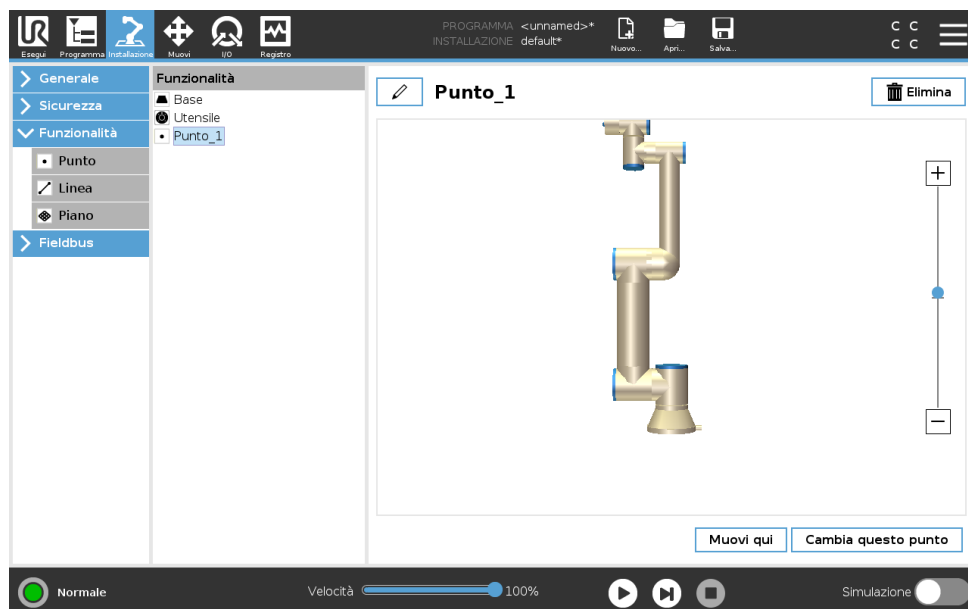 UR
Esegui
Programma
Installazione
Muovi
I/O
Registro
PROGRAMMA <unnamed>*
INSTALLAZIONE default*
Nuovo...
Apri...
Salva...
C C
C C
Generale
Sicurezza
Funzionalità
Punto
Linea
Piano
Fieldbus
Funzionalità
Base
Utensile
Punto_1
Punto_1
Elimina
Muovi qui
Cambia questo punto
Normale
Velocità
100%
Simulazione